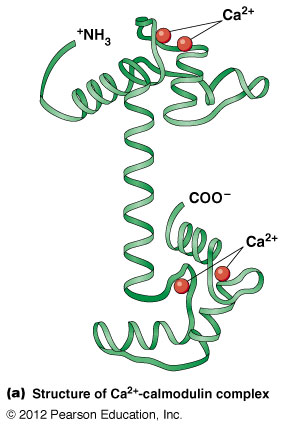 Ca²⁺
⁺NH₃
COO⁻
Ca²⁺
(a) Structure of Ca²⁺-calmodulin complex
© 2012 Pearson Education, Inc.